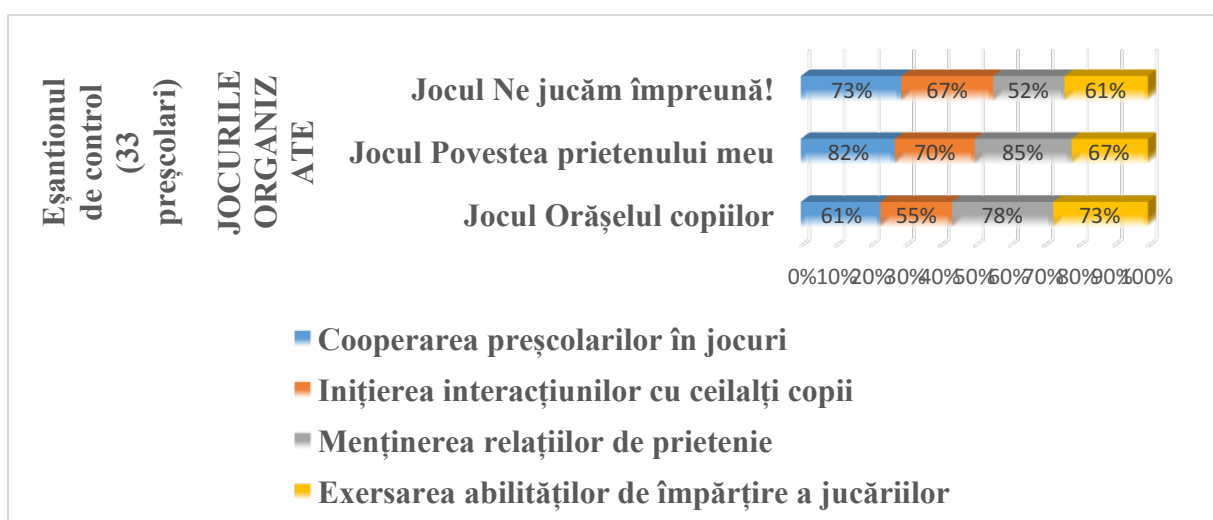 Eșantionul
de control
(33
preșcolari)
JOCURILE
ORGANIZ
ATE
Jocul Ne jucăm împreună!
73% 67% 52% 61%
Jocul Povestea prietenului meu
82% 70% 85% 67%
Jocul Orășelul copiilor
61% 55% 78% 73%
0% 10% 20% 30% 40% 50% 60% 70% 80% 90% 100%
Cooperarea preșcolarilor în jocuri
Inițierea interacțiunilor cu ceilalți copii
Menținerea relațiilor de prietenie
Exersarea abilităților de împărțire a jucăriilor